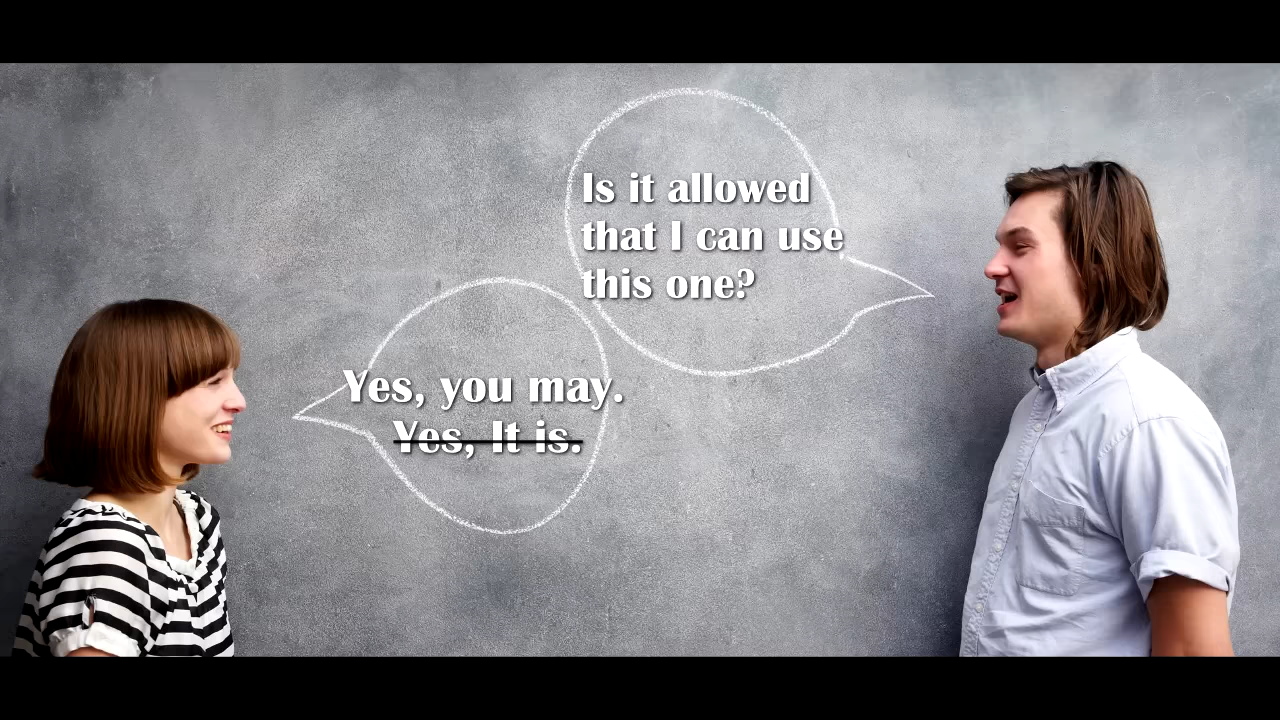 Is it allowed
that I can use
this one?
Yes, you may.
Yes, It is.